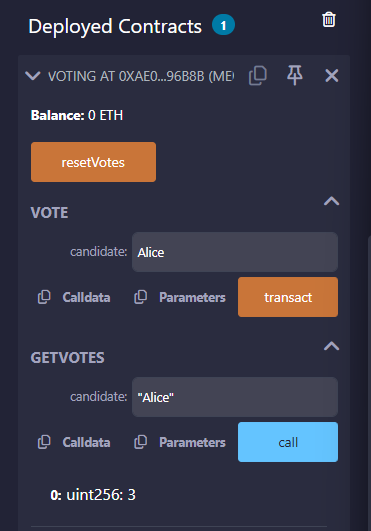 Deployed Contracts 1
VOTING AT 0XAE0...96B8B (ME
Balance: 0 ETH
resetVotes
VOTE
candidate: Alice
Calldata Parameters transact
GETVOTES
candidate: "Alice"
Calldata Parameters call
0: uint256: 3